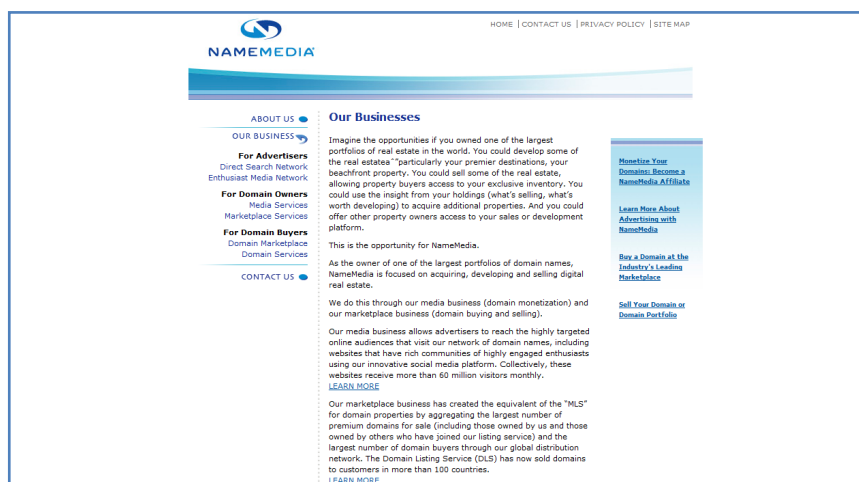 HOME | CONTACT US | PRIVACY POLICY | SITE MAP
NAMEMEDIA
ABOUT US
OUR BUSINESS
For Advertisers
Direct Search Network
Enthusiast Media Network
For Domain Owners
Media Services
Marketplace Services
For Domain Buyers
Domain Marketplace
Domain Services
CONTACT US
Our Businesses
Imagine the opportunities if you owned one of the largest
portfolios of real estate in the world. You could develop some of
the real estateaˆ”particularly your premier destinations, your
beachfront property. You could sell some of the real estate,
allowing property buyers access to your exclusive inventory. You
could use the insight from your holdings (what's selling, what's
worth developing) to acquire additional properties. And you could
offer other property owners access to your sales or development
platform.
This is the opportunity for NameMedia.
As the owner of one of the largest portfolios of domain names,
NameMedia is focused on acquiring, developing and selling digital
real estate.
We do this through our media business (domain monetization) and
our marketplace business (domain buying and selling).
Our media business allows advertisers to reach the highly targeted
online audiences that visit our network of domain names, including
websites that have rich communities of highly engaged enthusiasts
using our innovative social media platform. Collectively, these
websites receive more than 60 million visitors monthly.
LEARN MORE
Our marketplace business has created the equivalent of the "MLS"
for domain properties by aggregating the largest number of
premium domains for sale (including those owned by us and those
owned by others who have joined our listing service) and the
largest number of domain buyers through our global distribution
network. The Domain Listing Service (DLS) has now sold domains
to customers in more than 100 countries.
LEARN MORE
Monetize Your
Domains: Become a
NameMedia Affiliate
Learn More About
Advertising with
NameMedia
Buy a Domain at the
Industry's Leading
Marketplace
Sell Your Domain or
Domain Portfolio